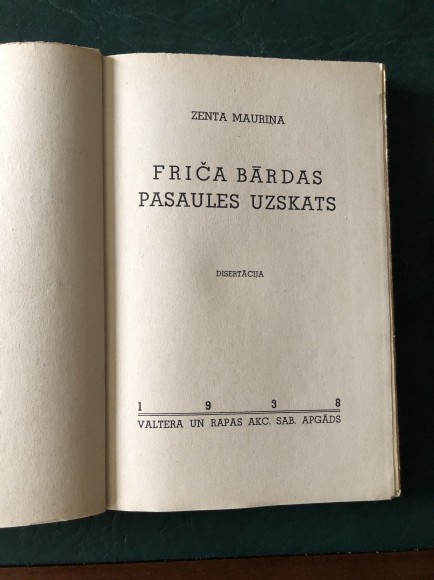 ZENTA MAURIŅA
FRIČA BĀRDAS
PASAULES UZSKATS
DISERTĀCIJA
1 9 3 8
VALTERA UN RAPAS AKC. SAB. APGĀDS